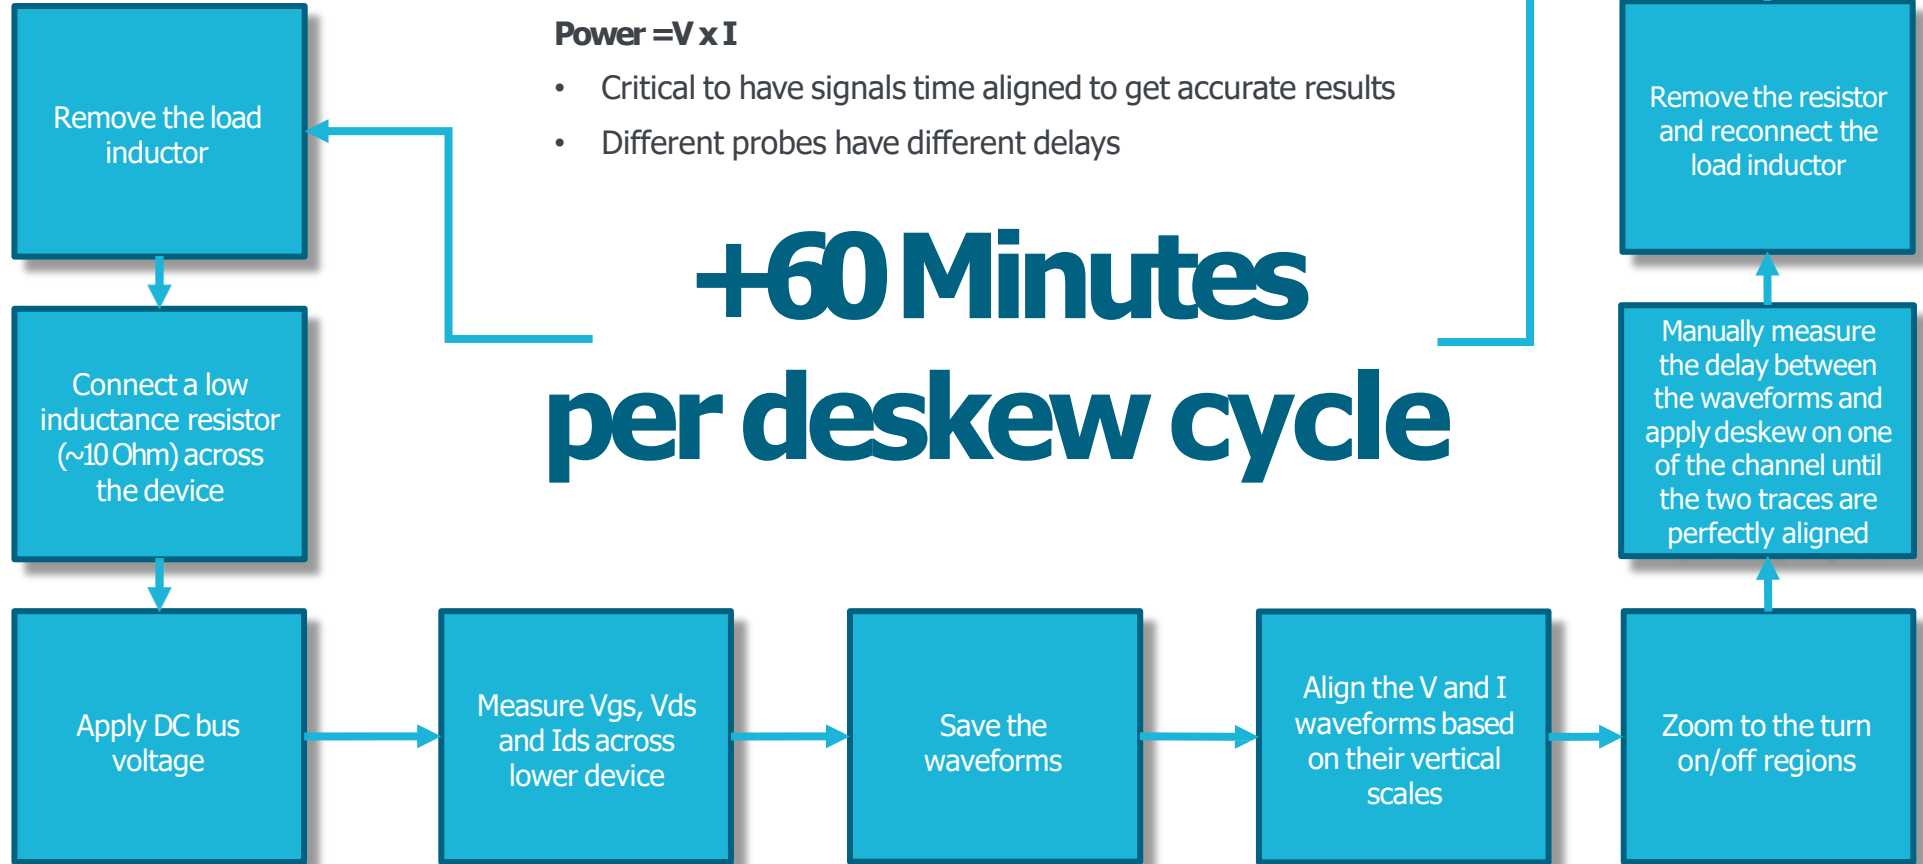 Power =V x I
• Critical to have signals time aligned to get accurate results
• Different probes have different delays
+60 Minutes
per deskew cycle
Remove the load
inductor
Connect a low
inductance resistor
(~10 Ohm) across
the device
Apply DC bus
voltage
Measure Vgs, Vds
and Ids across
lower device
Save the
waveforms
Align the V and I
waveforms based
on their vertical
scales
Zoom to the turn
on/off regions
Manually measure
the delay between
the waveforms and
apply deskew on one
of the channel until
the two traces are
perfectly aligned
Remove the resistor
and reconnect the
load inductor